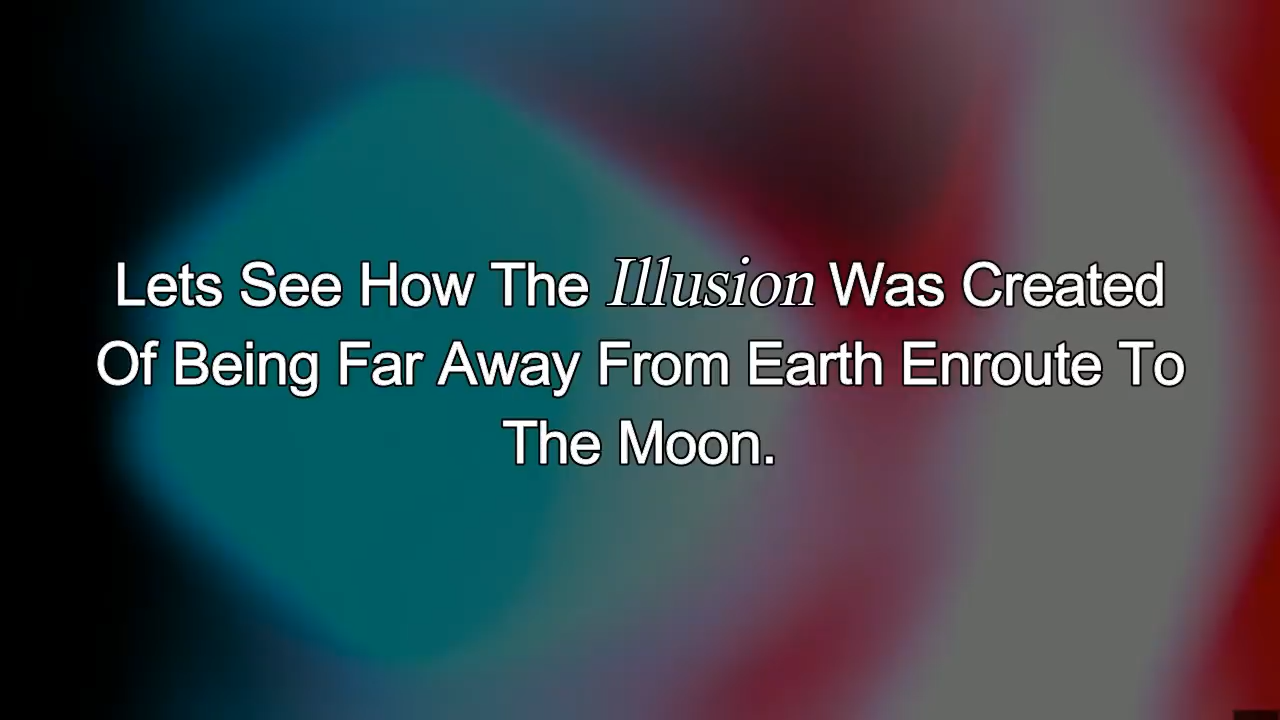 Lets See How The Illusion Was Created
Of Being Far Away From Earth Enroute To
The Moon.